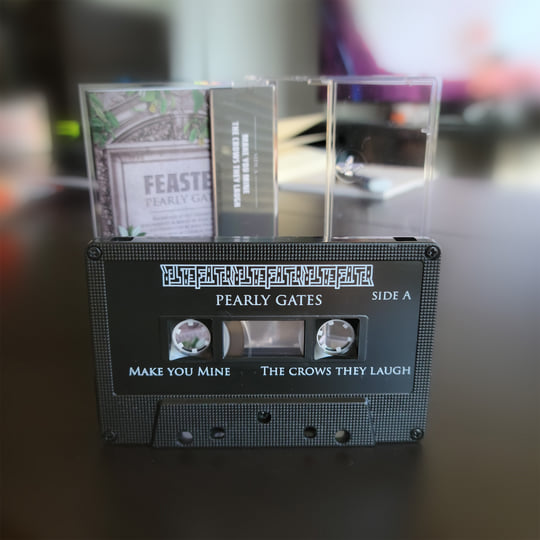 FEASTE
PEARLY GAT
MAKE YOU MINE
THE CROWS THEY LAUGH
PEARLY GATES
SIDE A
MAKE YOU MINE
THE CROWS THEY LAUGH